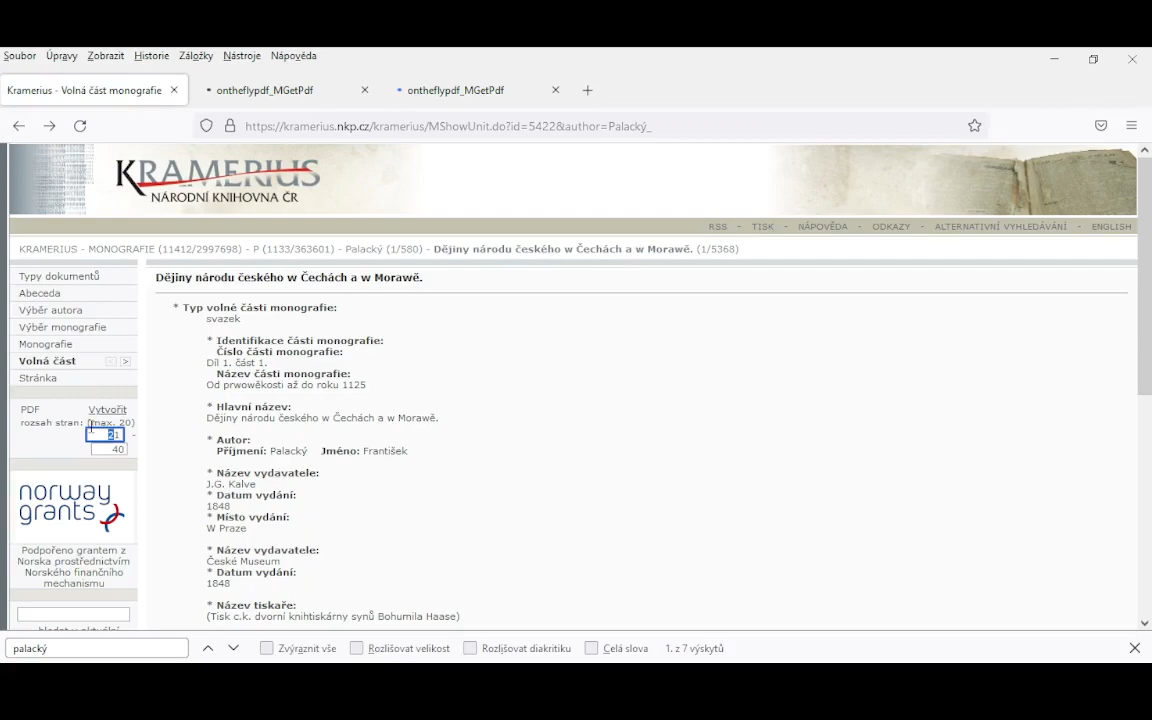 Soubor Úpravy Zobrazit Historie Záložky Nástroje Nápověda
Kramerius - Volná část monografie
ontheflypdf_MGetPdf
ontheflypdf_MGetPdf
https://kramerius.nkp.cz/kramerius/MShowUnit.do?id=5422&author=Palacký_
KRAMERIUS
NÁRODNÍ KNIHOVNA ČR
RSS - TISK - NÁPOVĚDA - ODKAZY - ALTERNATIVNÍ VYHLEDÁVÁNÍ - ENGLISH
KRAMERIUS - MONOGRAFIE (11412/2997698) - P (1133/363601) - Palacký (1/580) - Dějiny národu českého w Čechách a w Morawě. (1/5368)
Typy dokumentů
Abeceda
Výběr autora
Výběr monografie
Monografie
Volná část < >
Stránka
PDF Vytvořit
rozsah stran: (max. 20)
21 -
40
norway
grants
Podpořeno grantem z
Norska prostřednictvím
Norského finančního
mechanismu
Dějiny národu českého w Čechách a w Morawě.
* Typ volné části monografie:
svazek
* Identifikace části monografie:
Číslo části monografie:
Díl 1. část 1.
Název části monografie:
Od prwowěkosti až do roku 1125
* Hlavní název:
Dějiny národu českého w Čechách a w Morawě.
* Autor:
Příjmení: Palacký Jméno: František
* Název vydavatele:
J.G. Kalve
* Datum vydání:
1848
* Místo vydání:
W Praze
* Název vydavatele:
České Museum
* Datum vydání:
1848
* Název tiskaře:
(Tisk c.k. dvorní knihtiskárny synů Bohumila Haase)
palacký
Zvýraznit vše Rozlišovat velikost Rozlišovat diakritiku Celá slova 1. z 7 výskytů